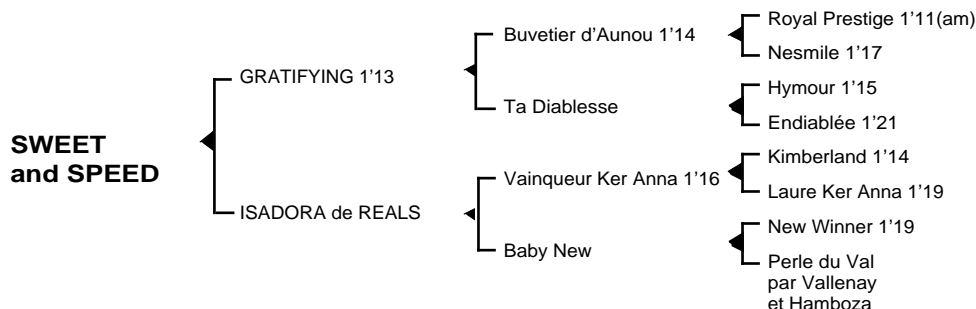 SWEET
and SPEED
GRATIFYING 1'13
ISADORA de REALS
Buvetier d'Aunou 1'14
Ta Diablesse
Vainqueur Ker Anna 1'16
Baby New
Royal Prestige 1'11(am)
Nesmile 1'17
Hymour 1'15
Endiablée 1'21
Kimberland 1'14
Laure Ker Anna 1'19
New Winner 1'19
Perle du Val
par Vallenay
et Hamboza